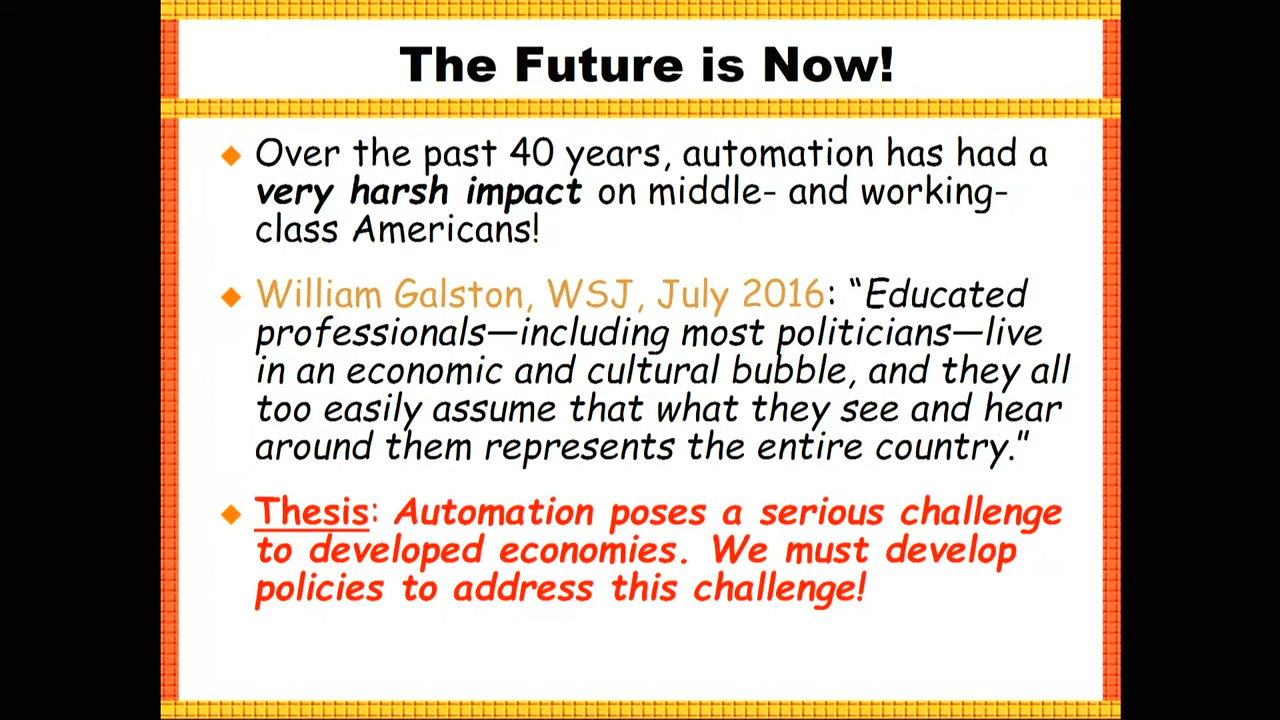 The Future is Now!
Over the past 40 years, automation has had a
very harsh impact on middle- and working-
class Americans!
William Galston, WSJ, July 2016: “Educated
professionals—including most politicians—live
in an economic and cultural bubble, and they all
too easily assume that what they see and hear
around them represents the entire country.”
Thesis: Automation poses a serious challenge
to developed economies. We must develop
policies to address this challenge!